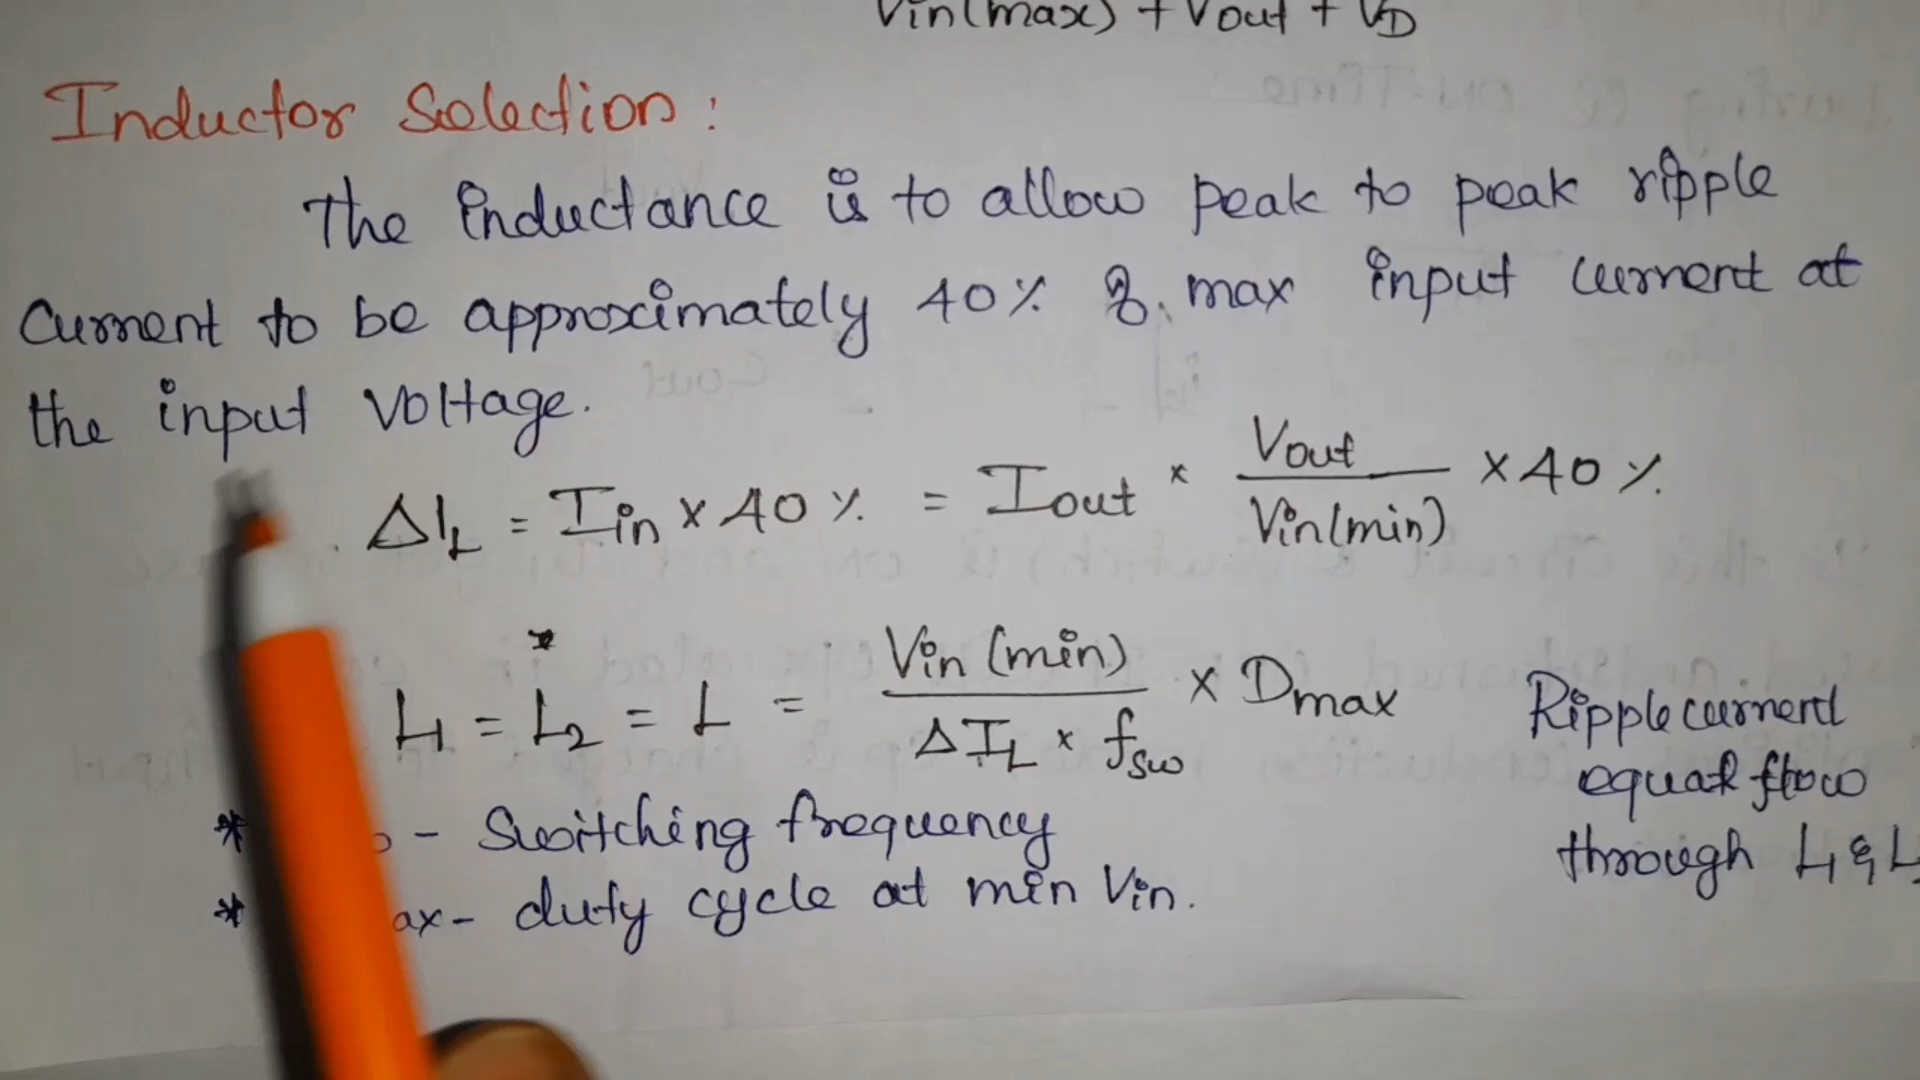 Vin(max) + Vout + VD
Inductor Selection :
The inductance is to allow peak to peak ripple
current to be approximately 40% of max input current at
the input voltage.
ΔIL = Iin × 40% = Iout * Vout / Vin(min) × 40%
L1 = L2 = L = Vin (min) / ΔIL × fsw × Dmax
Ripple current
equal flow
through L1 & L2
* - Switching frequency
* ax - duty cycle at min Vin.